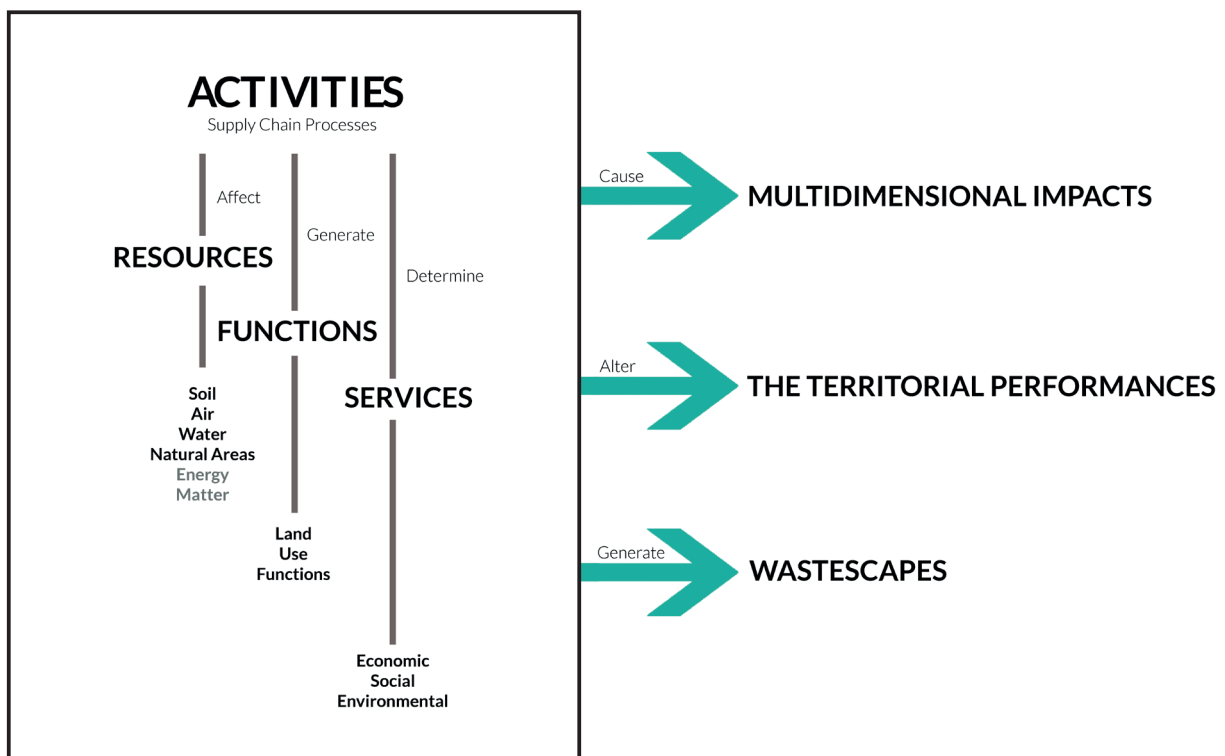 ACTIVITIES
Supply Chain Processes
Affect
Generate
RESOURCES
Determine
FUNCTIONS
SERVICES
Soil
Air
Water
Natural Areas
Energy
Matter
Land
Use
Functions
Economic
Social
Environmental
Cause
MULTIDIMENSIONAL IMPACTS
Alter
THE TERRITORIAL PERFORMANCES
Generate
WASTESCAPES